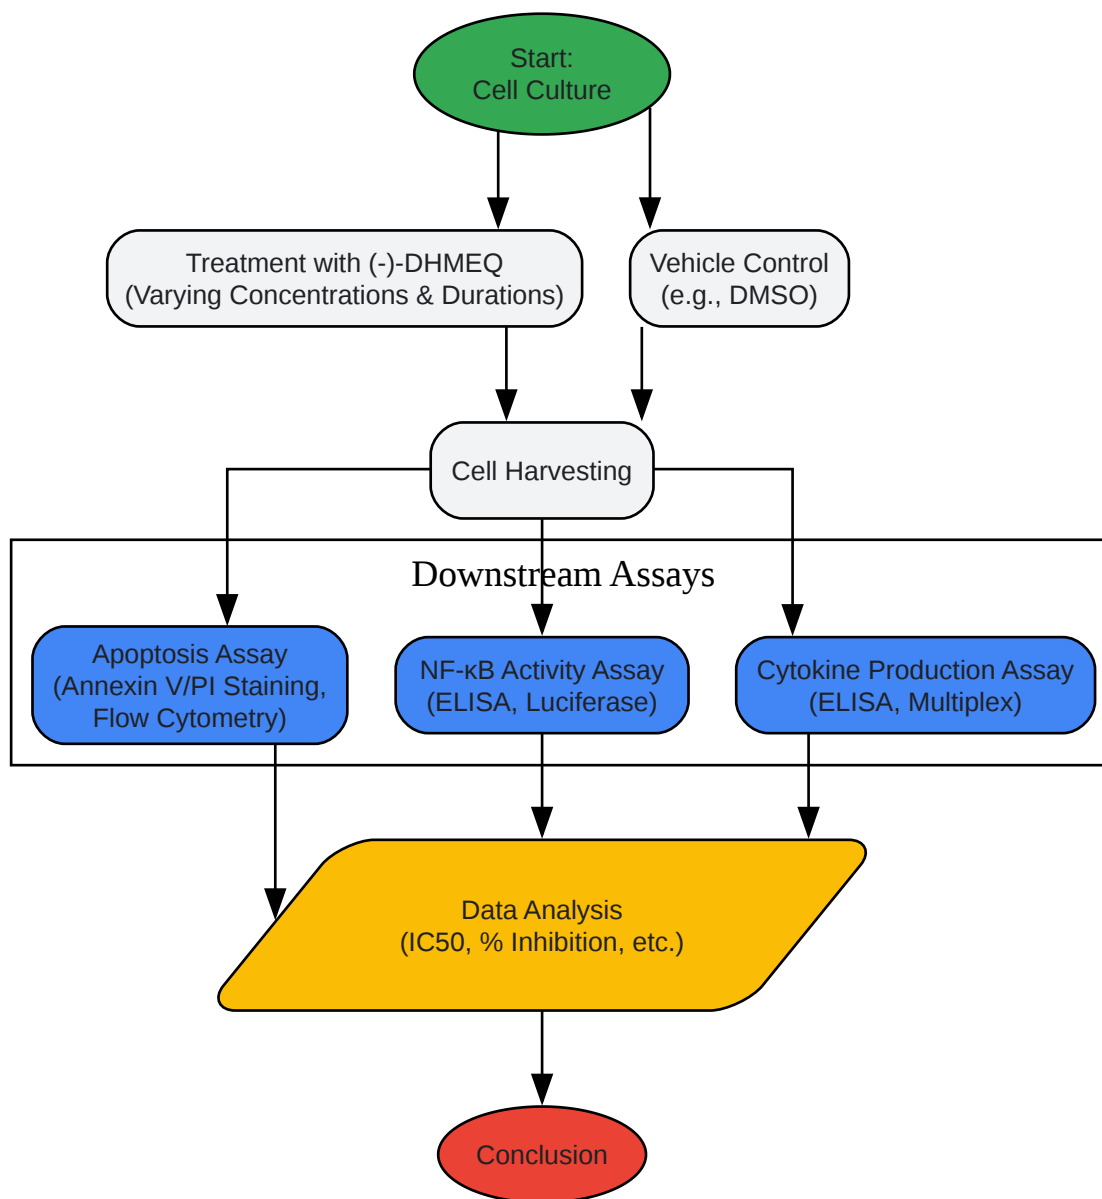 Start:
Cell Culture
Treatment with (-)-DHMEQ
(Varying Concentrations & Durations)
Vehicle Control
(e.g., DMSO)
Cell Harvesting
Downstream Assays
Apoptosis Assay
(Annexin V/PI Staining,
Flow Cytometry)
NF-κB Activity Assay
(ELISA, Luciferase)
Cytokine Production Assay
(ELISA, Multiplex)
Data Analysis
(IC50, % Inhibition, etc.)
Conclusion